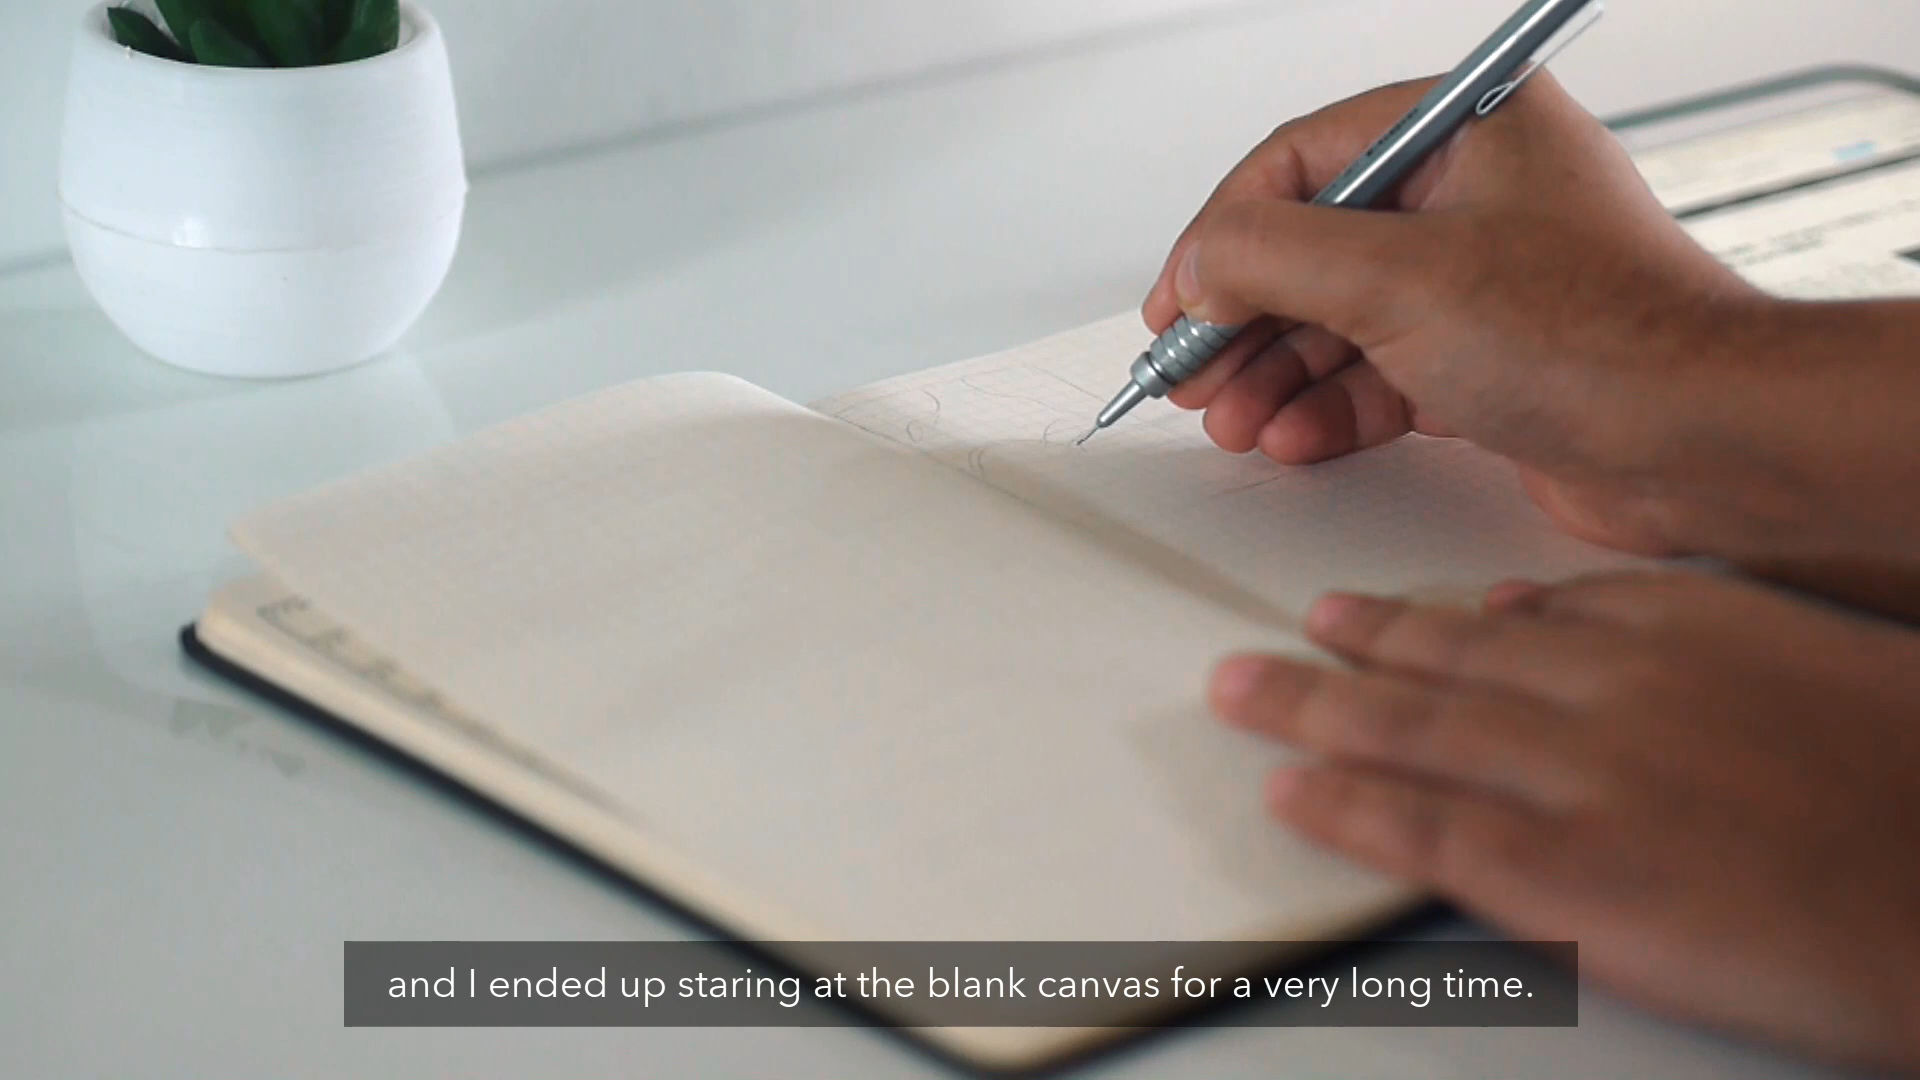 and I ended up staring at the blank canvas for a very long time.